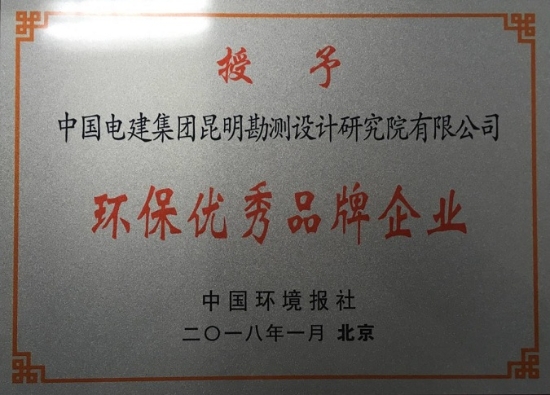 授予
中国电建集团昆明勘测设计研究院有限公司
环保优秀品牌企业
中国环境报社
二〇一八年一月 北京